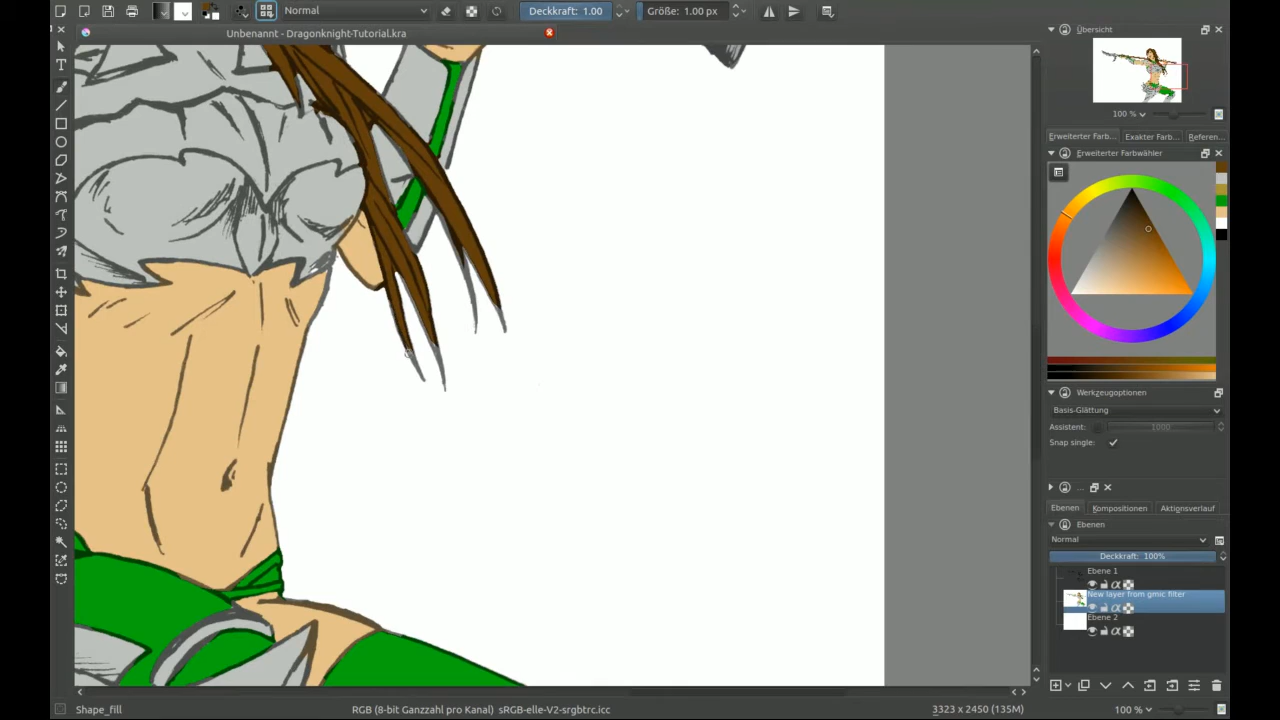 Normal
Deckkraft: 1.00
Größe: 1.00 px
Unbenannt - Dragonknight-Tutorial.kra
Übersicht
100 %
Erweiterter Farb...
Exakter Farb...
Referen...
Erweiterter Farbwähler
Werkzeugoptionen
Basis-Glättung
Assistent:
1000
Snap single:
...
Ebenen
Kompositionen
Aktionsverlauf
Ebenen
Normal
Deckkraft: 100%
Ebene 1
New layer from gmic filter
Ebene 2
Shape_fill
RGB (8-bit Ganzzahl pro Kanal) sRGB-elle-V2-srgbtrc.icc
3323 x 2450 (135M)
100 %